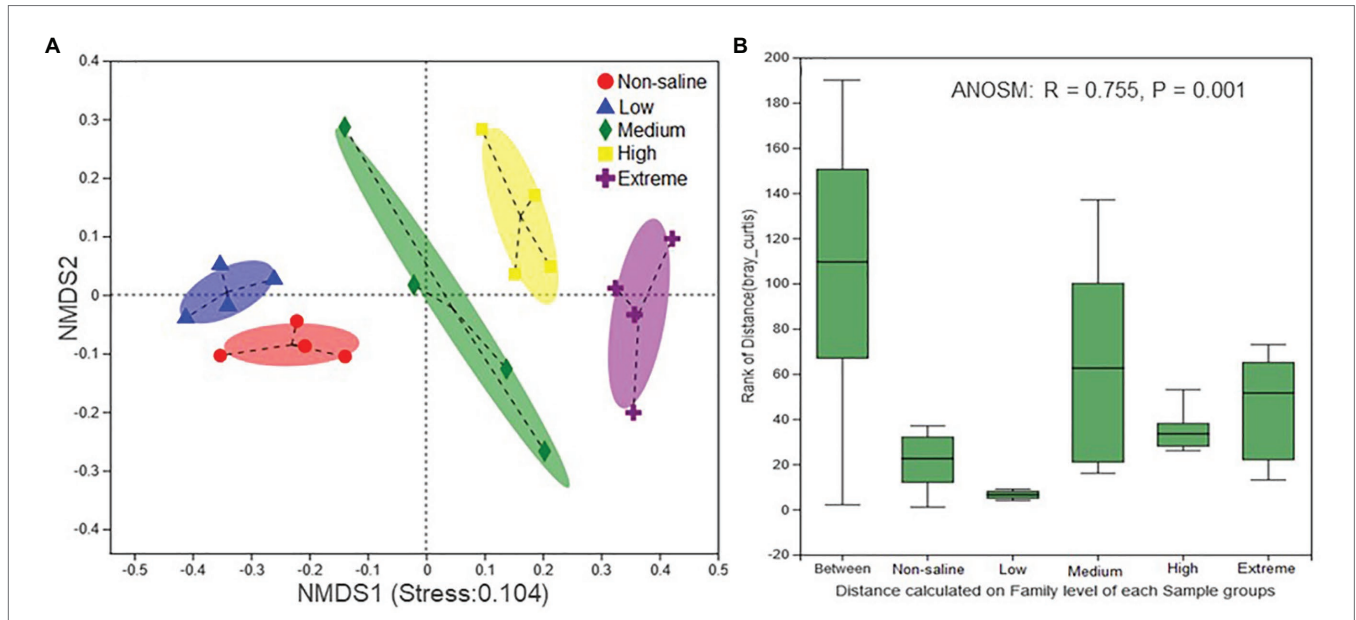 A
0.4
0.3
0.2
0.1
0
-0.1
-0.2
-0.3
-0.4
NMDS2
-0.5 -0.4 -0.3 -0.2 -0.1 0 0.1 0.2 0.3 0.4 0.5
NMDS1 (Stress:0.104)
Non-saline
Low
Medium
High
Extreme
B
200
180
160
140
120
100
80
60
40
20
0
-20
Rank of Distance(bray_curtis)
ANOSM: R = 0.755, P = 0.001
Between Non-saline Low Medium High Extreme
Distance calculated on Family level of each Sample groups